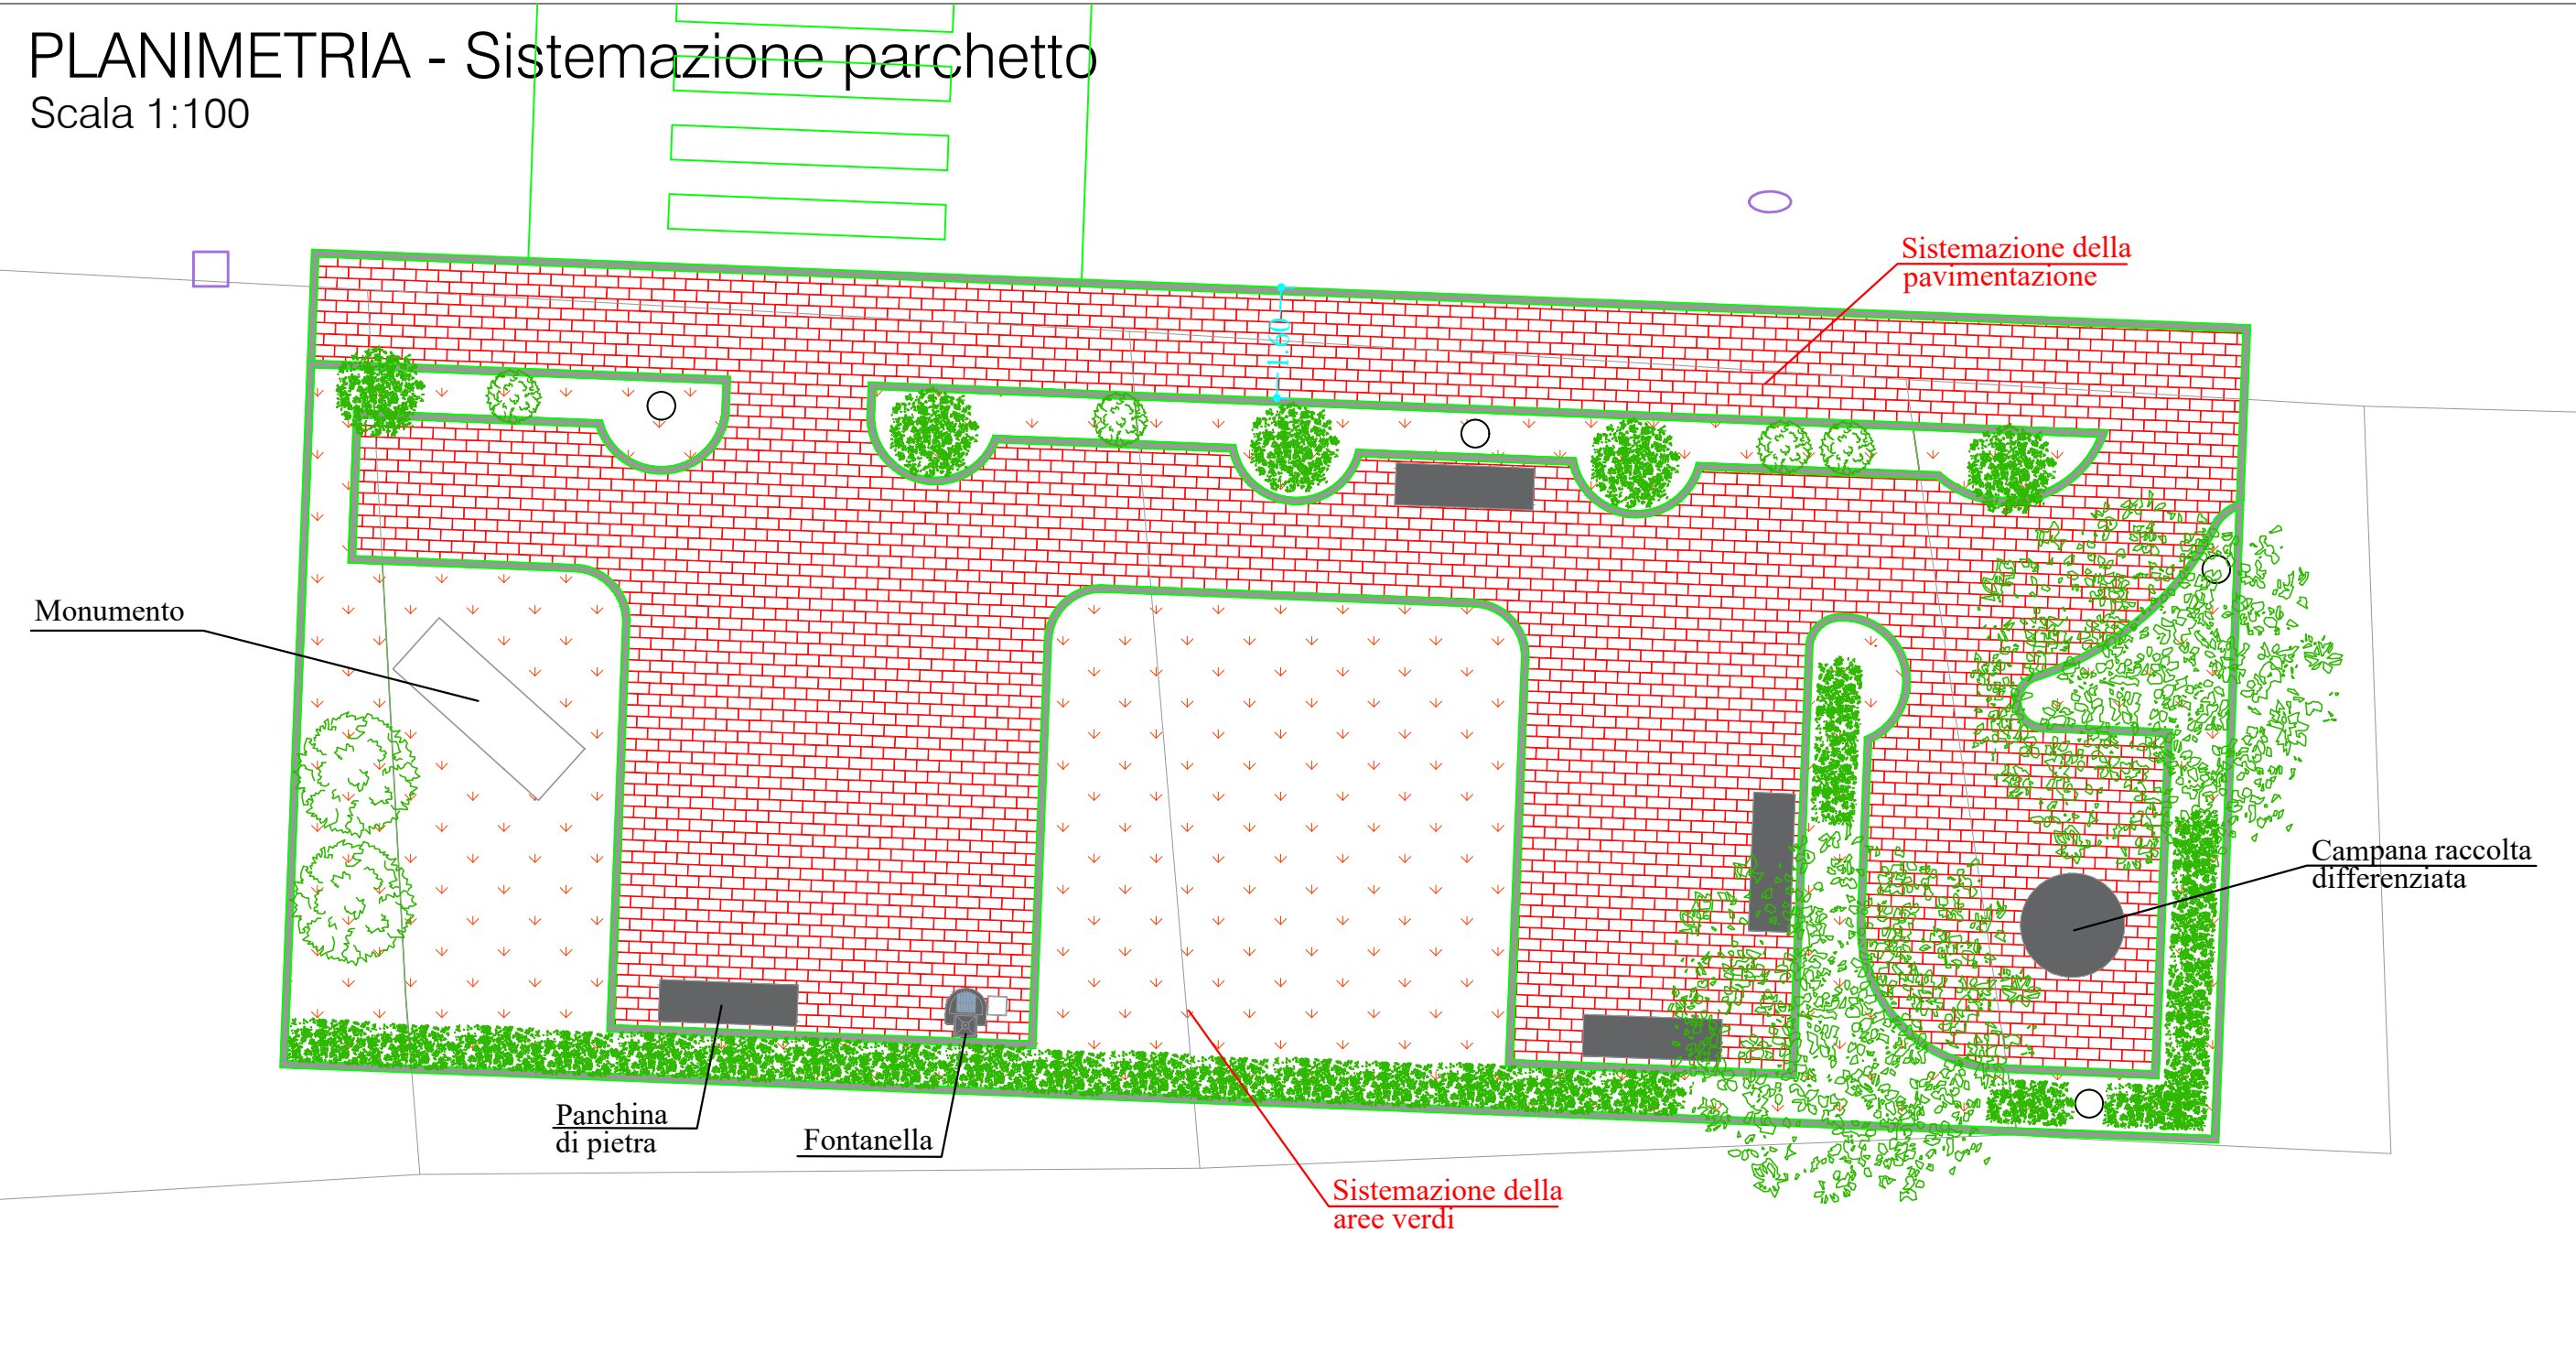 PLANIMETRIA - Sistemazione parchetto
Scala 1:100
Sistemazione della
pavimentazione
1.60
Monumento
Campana raccolta
differenziata
Panchina
di pietra
Fontanella
Sistemazione della
aree verdi